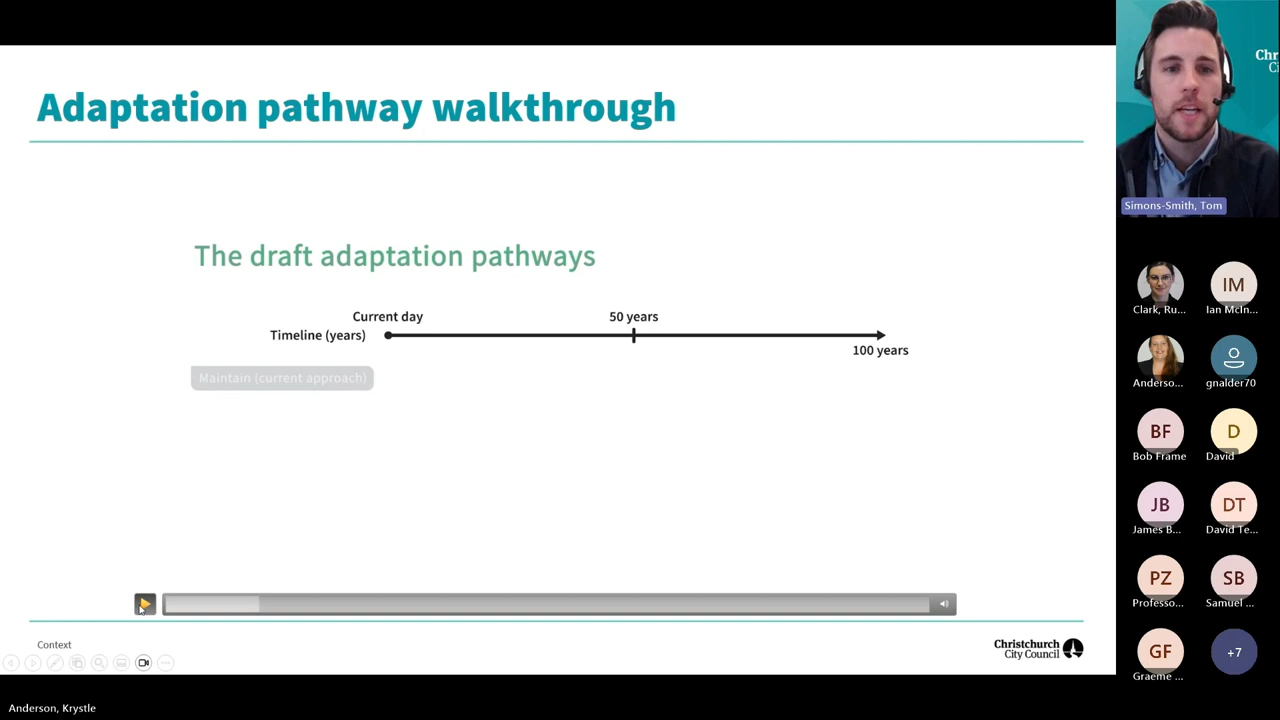 Adaptation pathway walkthrough
The draft adaptation pathways
Current day
50 years
Timeline (years)
100 years
Maintain (current approach)
Context
Christchurch
City Council
Anderson, Krystle
Chr
Ci
Simons-Smith, Tom
Clark, Ru...
IM
Ian McIn...
Anderso...
gnalder70
BF
Bob Frame
D
David
JB
James B...
DT
David Te...
PZ
Professo...
SB
Samuel ...
GF
Graeme ...
+7